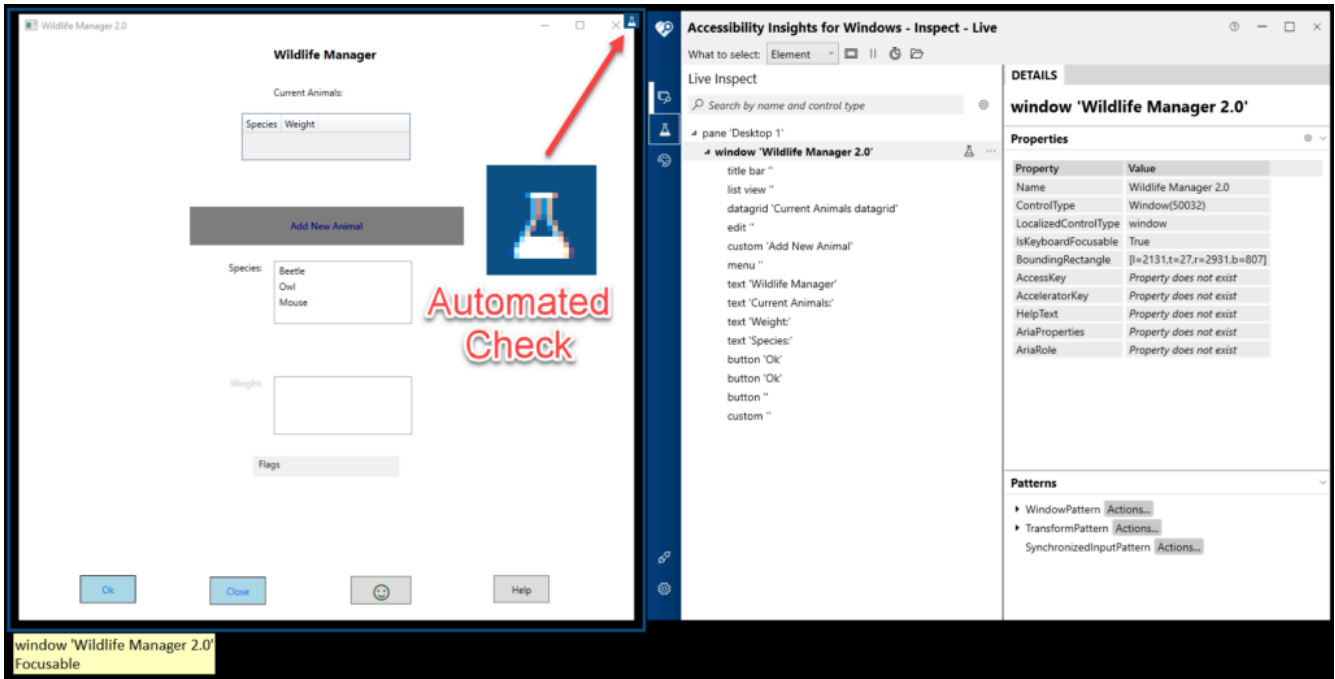 Wildlife Manager 2.0
Wildlife Manager
Current Animals:
Species Weight
Add New Animal
Species:
Beetle
Owl
Mouse
Automated
Check
Weight:
Flags
Ok
Close
Help
window 'Wildlife Manager 2.0'
Focusable
Accessibility Insights for Windows - Inspect - Live
What to select: Element
Live Inspect
Search by name and control type
pane 'Desktop 1'
window 'Wildlife Manager 2.0'
title bar ''
list view ''
datagrid 'Current Animals datagrid'
edit ''
custom 'Add New Animal'
menu ''
text 'Wildlife Manager'
text 'Current Animals:'
text 'Weight:'
text 'Species:'
button 'Ok'
button 'Ok'
button ''
custom ''
DETAILS
window 'Wildlife Manager 2.0'
Properties
Property Value
Name Wildlife Manager 2.0
ControlType Window(50032)
LocalizedControlType window
IsKeyboardFocusable True
BoundingRectangle [l=2131,t=27,r=2931,b=807]
AccessKey Property does not exist
AcceleratorKey Property does not exist
HelpText Property does not exist
AriaProperties Property does not exist
AriaRole Property does not exist
Patterns
WindowPattern Actions...
TransformPattern Actions...
SynchronizedInputPattern Actions...